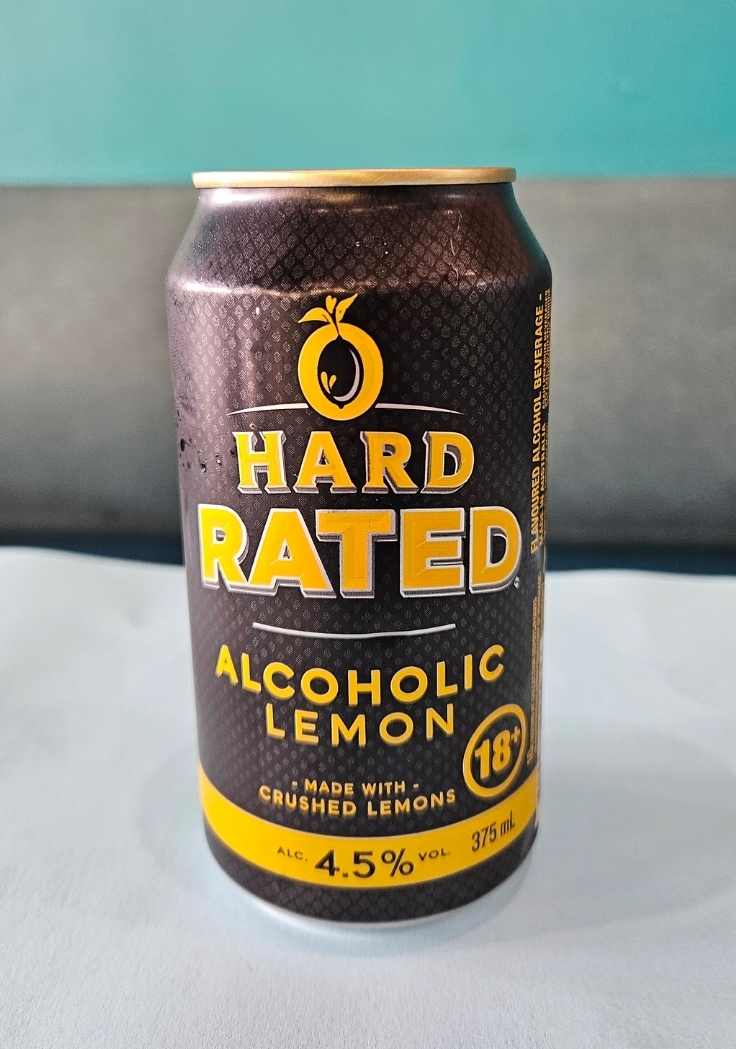 HARD
RATED
ALCOHOLIC
LEMON
18+
- MADE WITH -
CRUSHED LEMONS
ALC. 4.5% VOL.
375 mL
FLAVOURED ALCOHOL BEVERAGE -